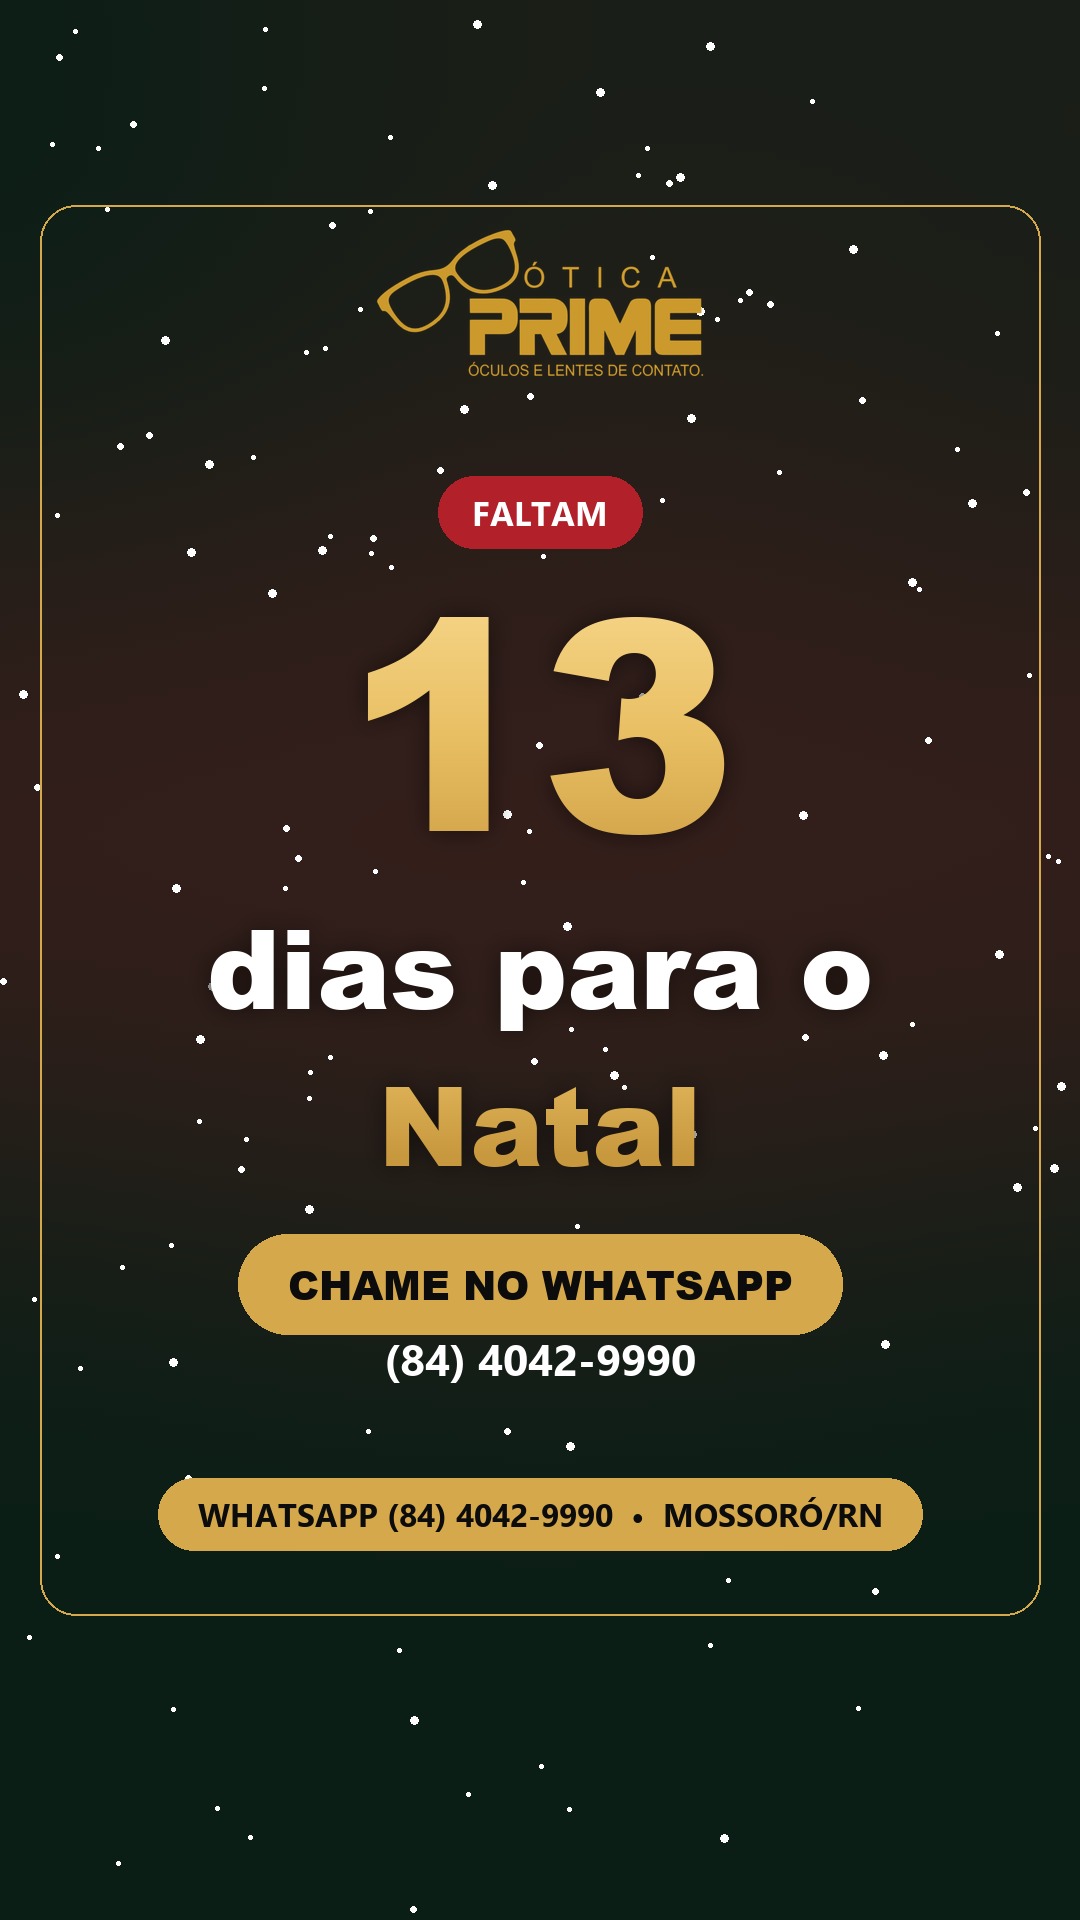 ÓTICA
PRIME
ÓCULOS E LENTES DE CONTATO.
FALTAM
13
dias para o
Natal
CHAME NO WHATSAPP
(84) 4042-9990
WHATSAPP (84) 4042-9990 • MOSSORÓ/RN